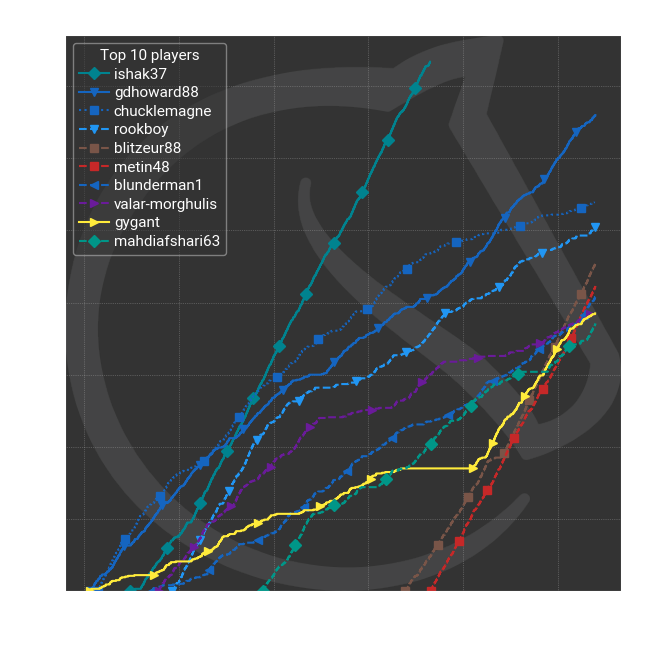 Top 10 players
ishak37
gdhoward88
chucklemagne
rookboy
blitzeur88
metin48
blunderman1
valar-morghulis
gygant
mahdiafshari63